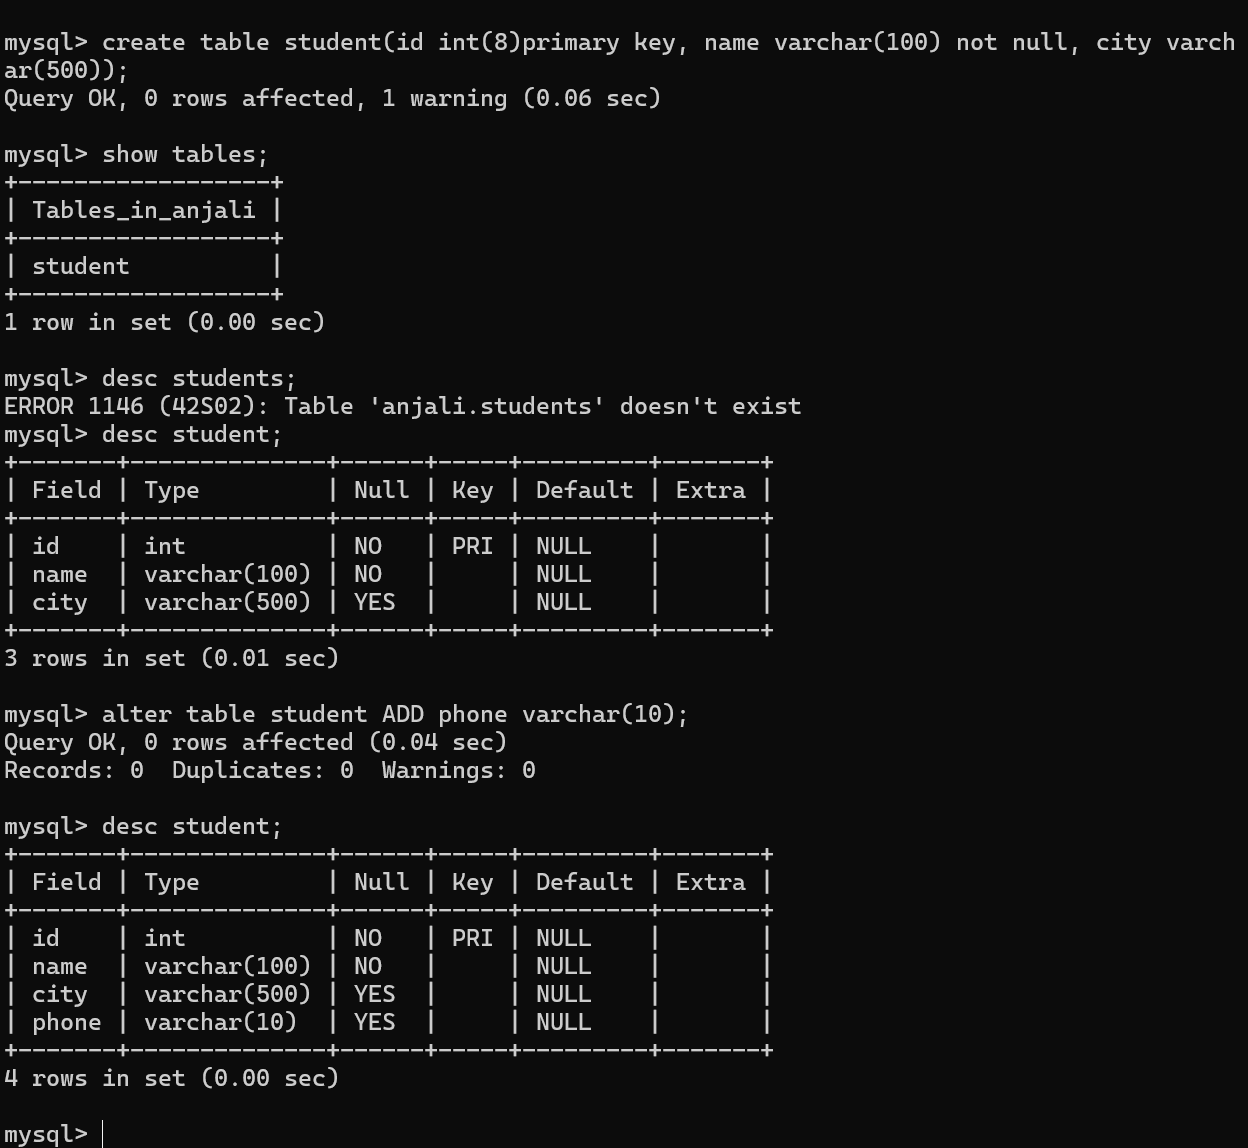 mysql> create table student(id int(8)primary key, name varchar(100) not null, city varch
ar(500));
Query OK, 0 rows affected, 1 warning (0.06 sec)
mysql> show tables;
+------------------+
| Tables_in_anjali |
+------------------+
| student          |
+------------------+
1 row in set (0.00 sec)
mysql> desc students;
ERROR 1146 (42S02): Table 'anjali.students' doesn't exist
mysql> desc student;
+-------+--------------+------+-----+---------+-------+
| Field | Type         | Null | Key | Default | Extra |
+-------+--------------+------+-----+---------+-------+
| id    | int          | NO   | PRI | NULL    |       |
| name  | varchar(100) | NO   |     | NULL    |       |
| city  | varchar(500) | YES  |     | NULL    |       |
+-------+--------------+------+-----+---------+-------+
3 rows in set (0.01 sec)
mysql> alter table student ADD phone varchar(10);
Query OK, 0 rows affected (0.04 sec)
Records: 0  Duplicates: 0  Warnings: 0
mysql> desc student;
+-------+--------------+------+-----+---------+-------+
| Field | Type         | Null | Key | Default | Extra |
+-------+--------------+------+-----+---------+-------+
| id    | int          | NO   | PRI | NULL    |       |
| name  | varchar(100) | NO   |     | NULL    |       |
| city  | varchar(500) | YES  |     | NULL    |       |
| phone | varchar(10)  | YES  |     | NULL    |       |
+-------+--------------+------+-----+---------+-------+
4 rows in set (0.00 sec)
mysql>